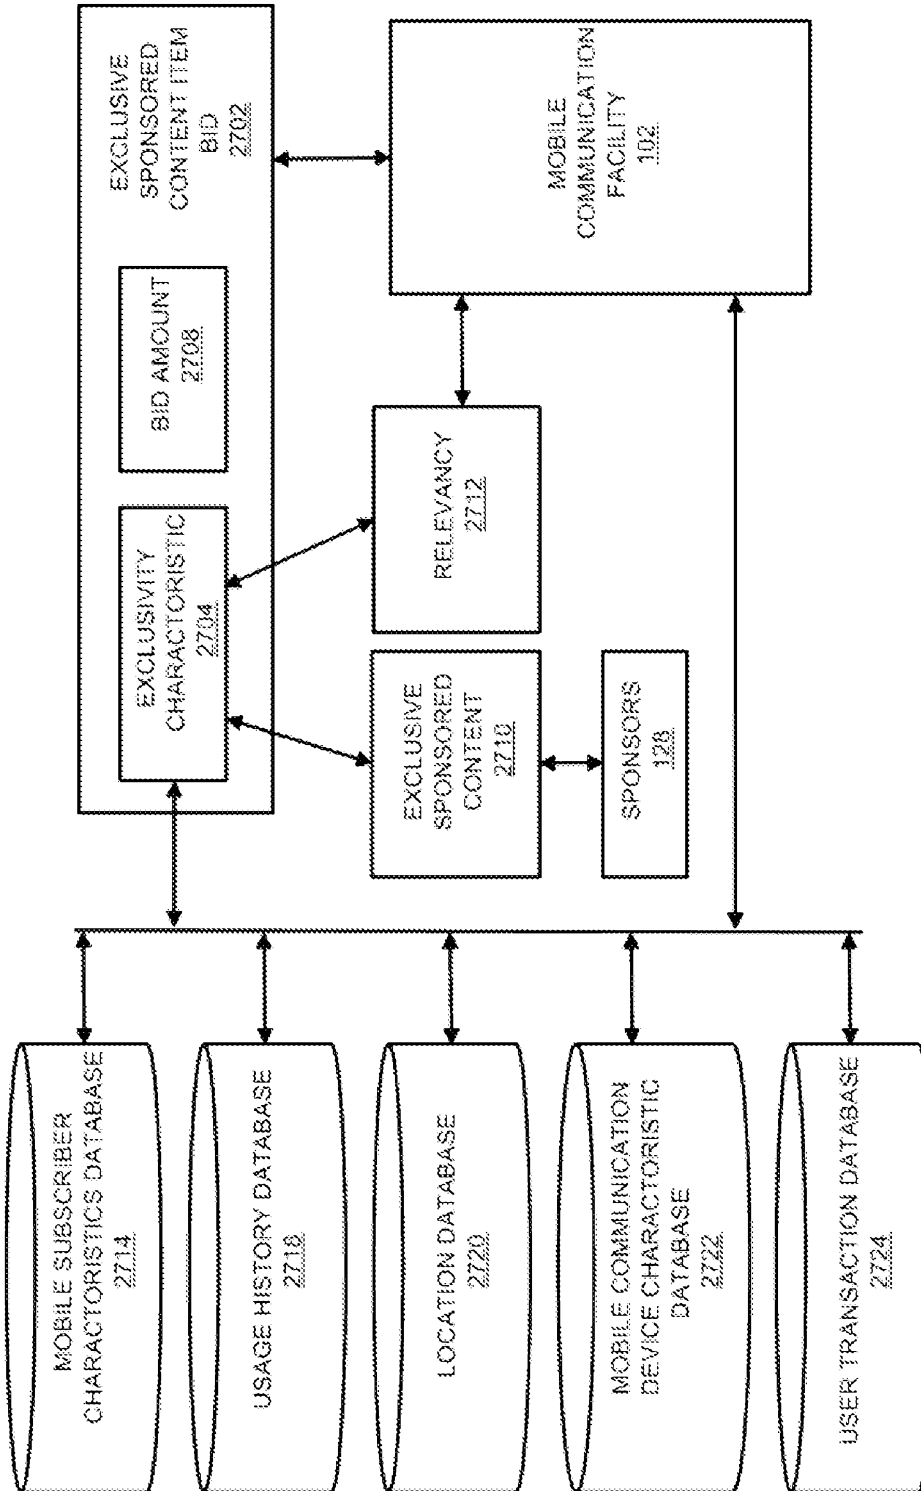 MOBILE SUBSCRIBER
CHARACTORISTICS DATABASE
2714
USAGE HISTORY DATABASE
2718
LOCATION DATABASE
2720
MOBILE COMMUNICATION
DEVICE CHARACTORISTIC
DATABASE
2722
USER TRANSACTION DATABASE
2724
EXCLUSIVITY
CHARACTORISTIC
2704
BID AMOUNT
2708
EXCLUSIVE
SPONSORED
CONTENT ITEM
BID
2702
EXCLUSIVE
SPONSORED
CONTENT
2710
RELEVANCY
2712
SPONSORS
128
MOBILE
COMMUNICATION
FACILITY
102